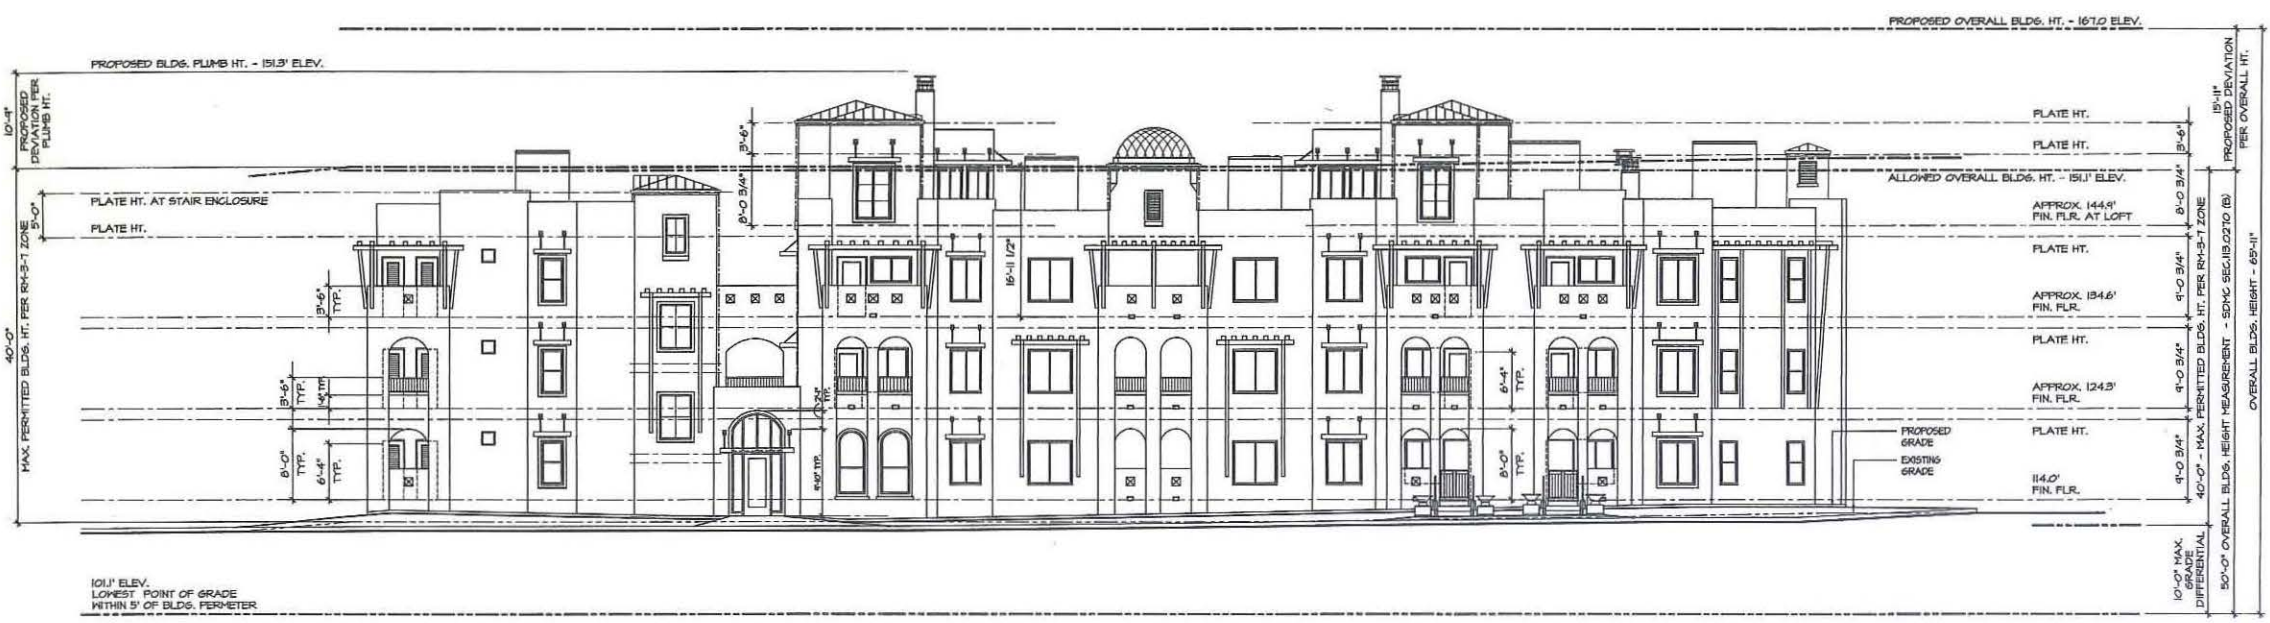 PROPOSED OVERALL BLDG. HT. - 167.0 ELEV.
PROPOSED BLDG. PLUMB HT. - 151.3' ELEV.
10'-9"
PROPOSED
DEVIATION PER
PLUMB HT.
15'-11"
PROPOSED DEVIATION
PER OVERALL HT.
PLATE HT.
3'-6"
3'-6"
PLATE HT.
ALLOWED OVERALL BLDG. HT. - 151.1' ELEV.
PLATE HT. AT STAIR ENCLOSURE
5'-0"
PLATE HT.
8'-0 3/4"
8'-0 3/4"
APPROX. 144.9'
FIN. FLR. AT LOFT
PLATE HT.
16'-11 1/2"
9'-0 3/4"
3'-6"
TYP.
APPROX. 134.6'
FIN. FLR.
40'-0"
MAX. PERMITTED BLDG. HT. PER RM-3-7 ZONE
PLATE HT.
9'-0 3/4"
3'-6"
TYP.
6'-4"
TYP.
APPROX. 124.3'
FIN. FLR.
PROPOSED
GRADE
PLATE HT.
EXISTING
GRADE
8'-0"
TYP.
6'-4"
TYP.
9'-10" TYP.
8'-0"
TYP.
9'-0 3/4"
114.0'
FIN. FLR.
40'-0" - MAX. PERMITTED BLDG. HT. PER RM-3-7 ZONE
50'-0" OVERALL BLDG. HEIGHT MEASUREMENT - SDMC SEC.113.0270 (B)
OVERALL BLDG. HEIGHT - 65'-11"
10'-0" MAX.
GRADE
DIFFERENTIAL
101.1' ELEV.
LOWEST POINT OF GRADE
WITHIN 5' OF BLDG. PERMETER